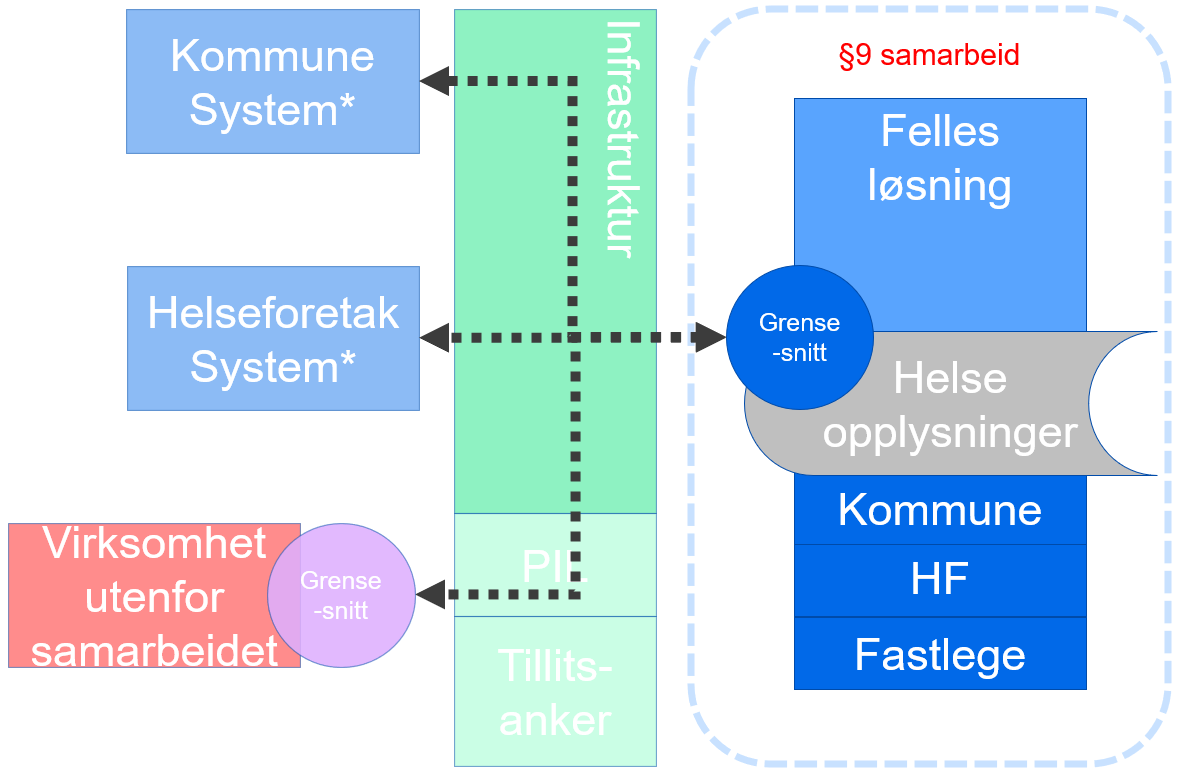 Kommune
System*
Helseforetak
System*
Virksomhet
utenfor
samarbeidet
Grense
-snitt
Infrastruktur
Tillits-
anker
§9 samarbeid
Felles
løsning
Grense
-snitt
Helse
opplysninger
Kommune
HF
Fastlege